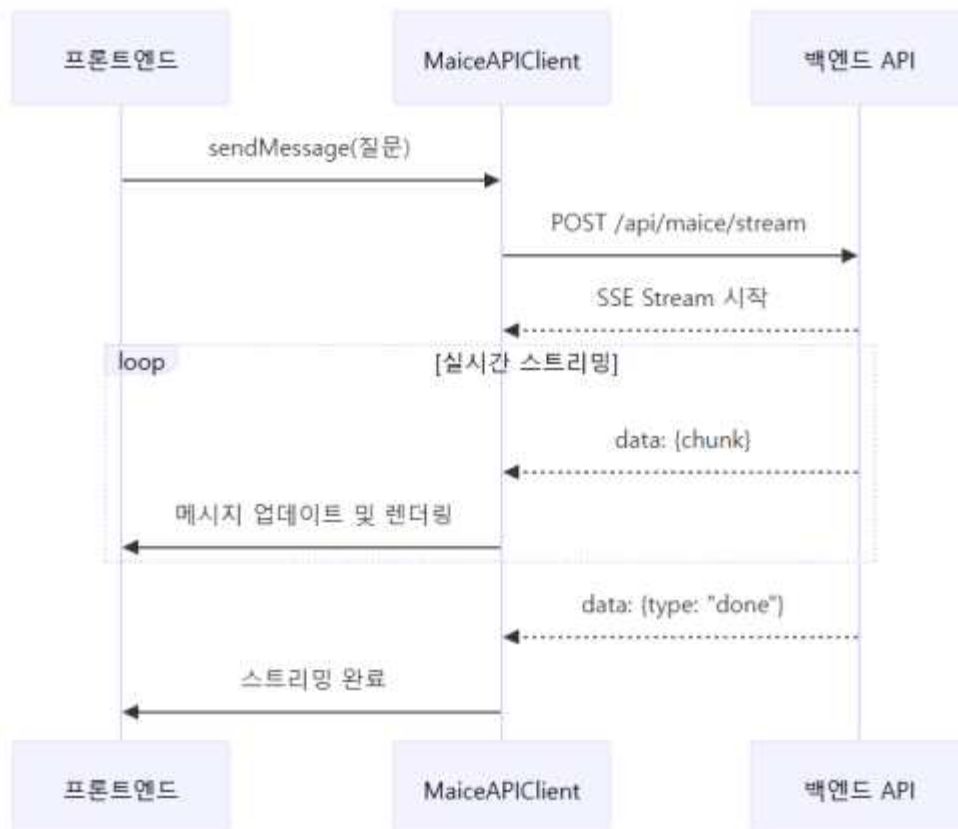 프론트엔드
MaiceAPIClient
백엔드 API
sendMessage(질문)
POST /api/maice/stream
SSE Stream 시작
loop
[실시간 스트리밍]
data: {chunk}
메시지 업데이트 및 렌더링
data: {type: "done"}
스트리밍 완료
프론트엔드
MaiceAPIClient
백엔드 API